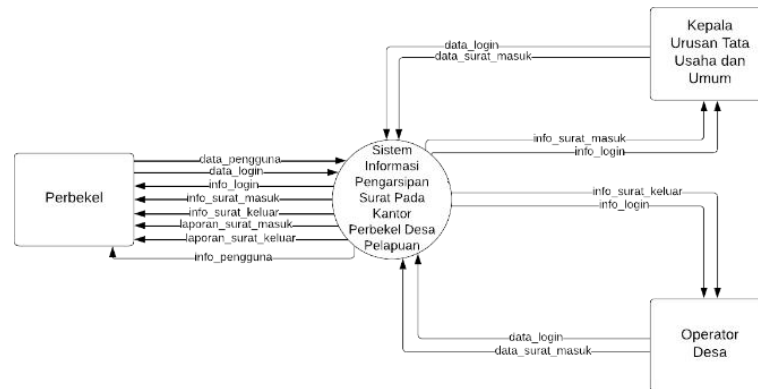 Kepala
Urusan Tata
Usaha dan
Umum
data_login
data_surat_masuk
info_surat_masuk
info_login
Sistem
Informasi
Pengarsipan
Surat Pada
Kantor
Perbekel Desa
Pelapuan
Perbekel
data_pengguna
data_login
info_login
info_surat_masuk
info_surat_keluar
laporan_surat_masuk
laporan_surat_keluar
info_pengguna
info_surat_keluar
info_login
data_login
data_surat_masuk
Operator
Desa